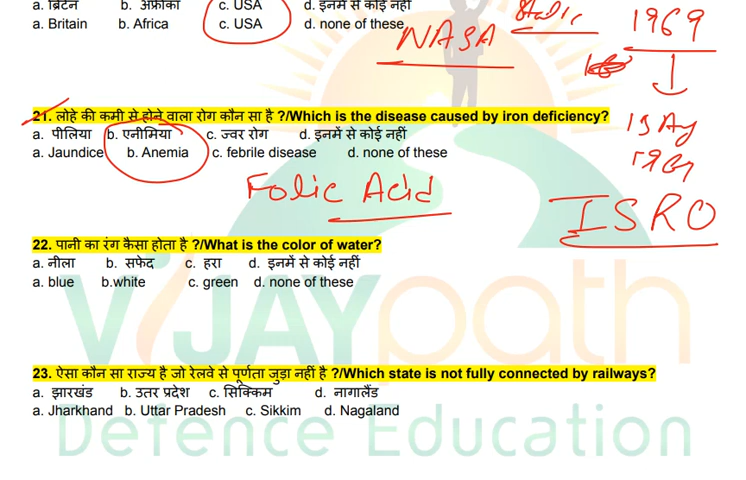 a. ब्रिटेन b. अफ्रीका c. USA d. इनमें से कोई नहीं
a. Britain b. Africa c. USA d. none of these
NASA
1969
21. लोहे की कमी से होने वाला रोग कौन सा है ?/Which is the disease caused by iron deficiency?
15 Aug
1969
a. पीलिया b. एनीमिया c. ज्वर रोग d. इनमें से कोई नहीं
a. Jaundice b. Anemia c. febrile disease d. none of these
Folic Acid
ISRO
22. पानी का रंग कैसा होता है ?/What is the color of water?
a. नीला b. सफेद c. हरा d. इनमें से कोई नहीं
a. blue b.white c. green d. none of these
VIJAYpath
23. ऐसा कौन सा राज्य है जो रेलवे से पूर्णता जुड़ा नहीं है ?/Which state is not fully connected by railways?
a. झारखंड b. उतर प्रदेश c. सिक्किम d. नागालैंड
a. Jharkhand b. Uttar Pradesh c. Sikkim d. Nagaland
Defence Education